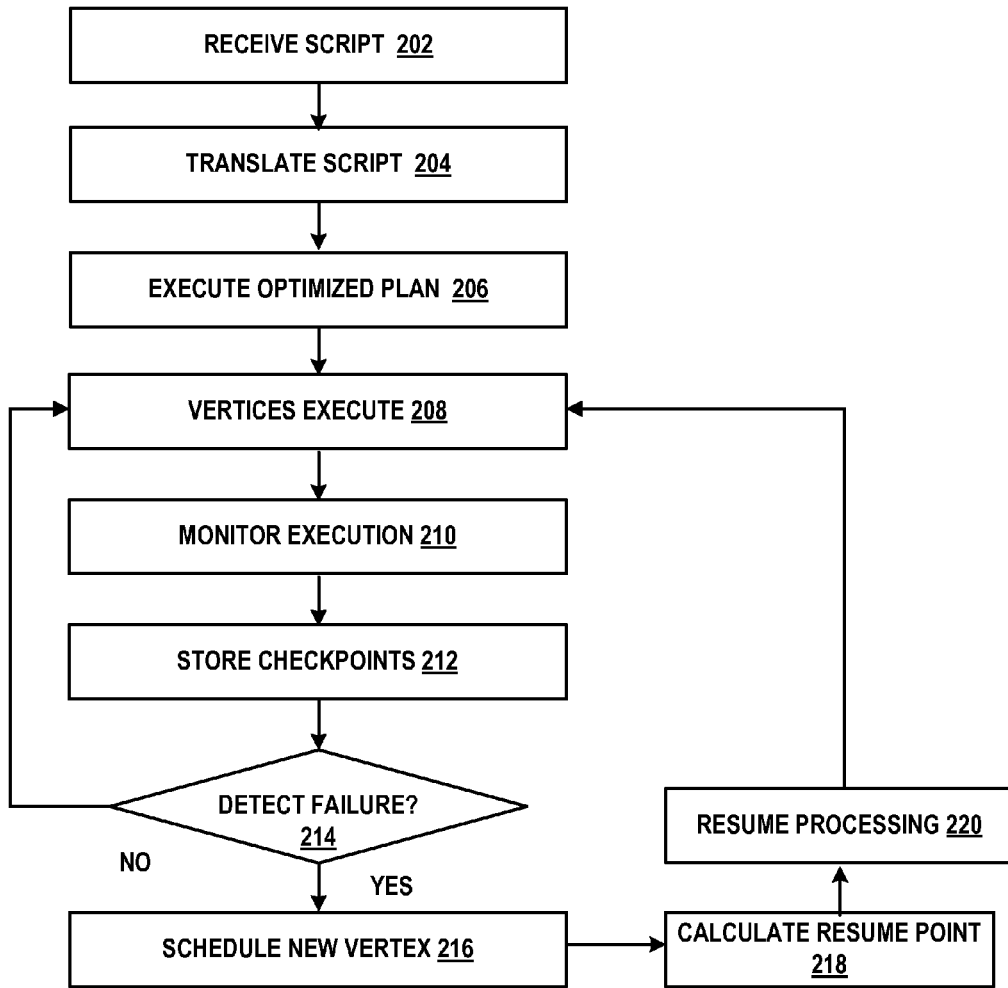 RECEIVE SCRIPT 202
TRANSLATE SCRIPT 204
EXECUTE OPTIMIZED PLAN 206
VERTICES EXECUTE 208
MONITOR EXECUTION 210
STORE CHECKPOINTS 212
DETECT FAILURE?
214
NO
YES
SCHEDULE NEW VERTEX 216
CALCULATE RESUME POINT
218
RESUME PROCESSING 220